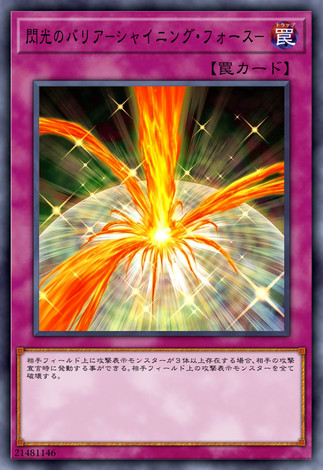 閃光のバリアーシャイニング・フォースー
トラップ
罠
【罠カード】
相手フィールド上に攻撃表示モンスターが3体以上存在する場合、相手の攻撃
宣言時に発動する事ができる。相手フィールド上の攻撃表示モンスターを全て
破壊する。
21481146